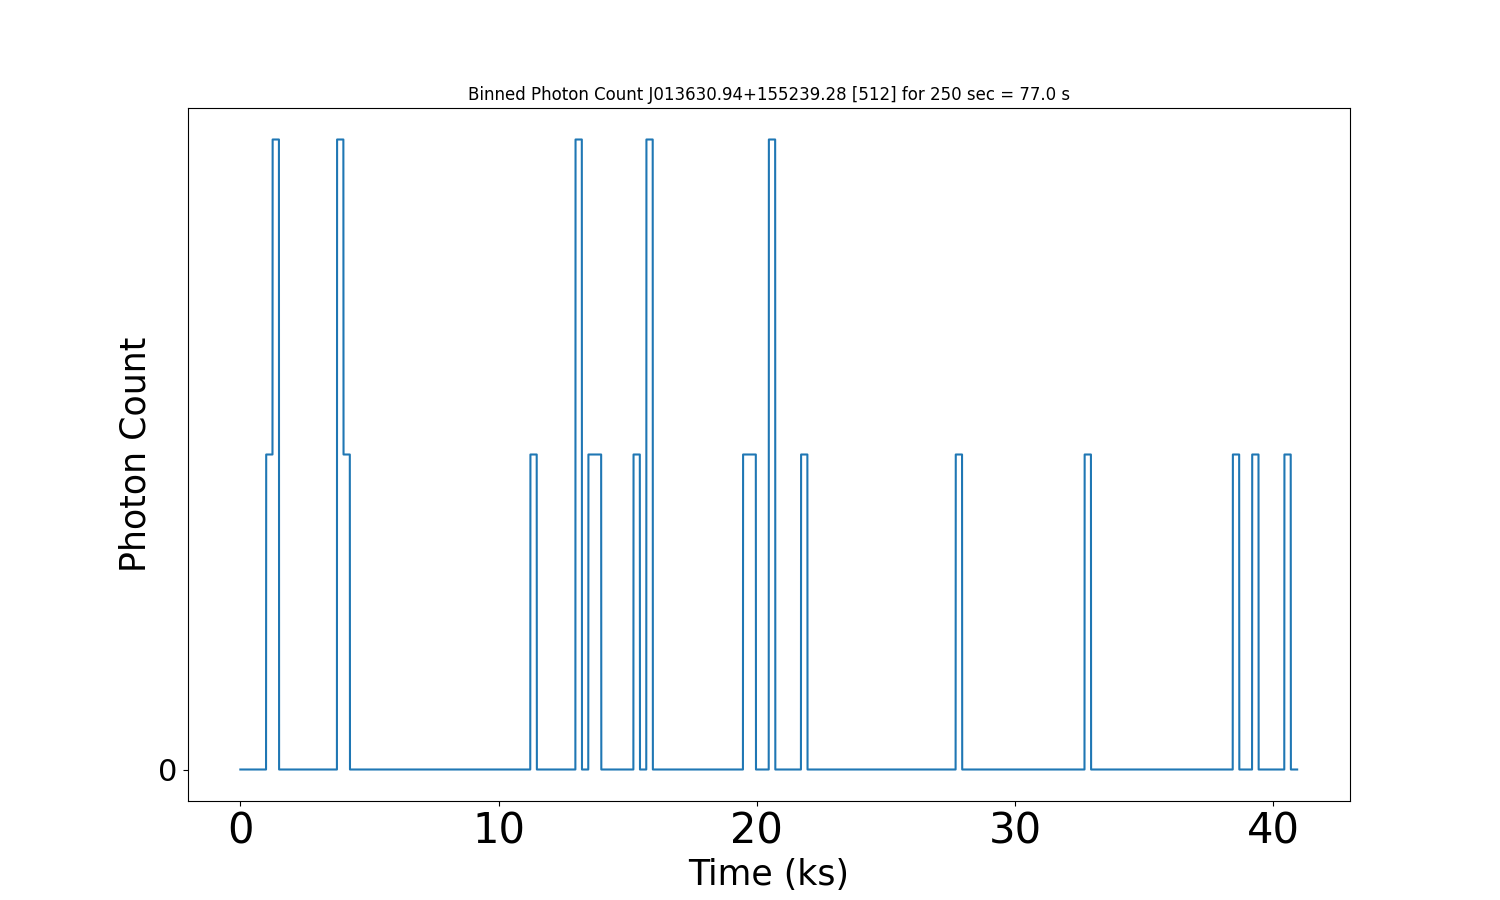 Binned Photon Count J013630.94+155239.28 [512] for 250 sec = 77.0 s
Photon Count
0
0 10 20 30 40
Time (ks)